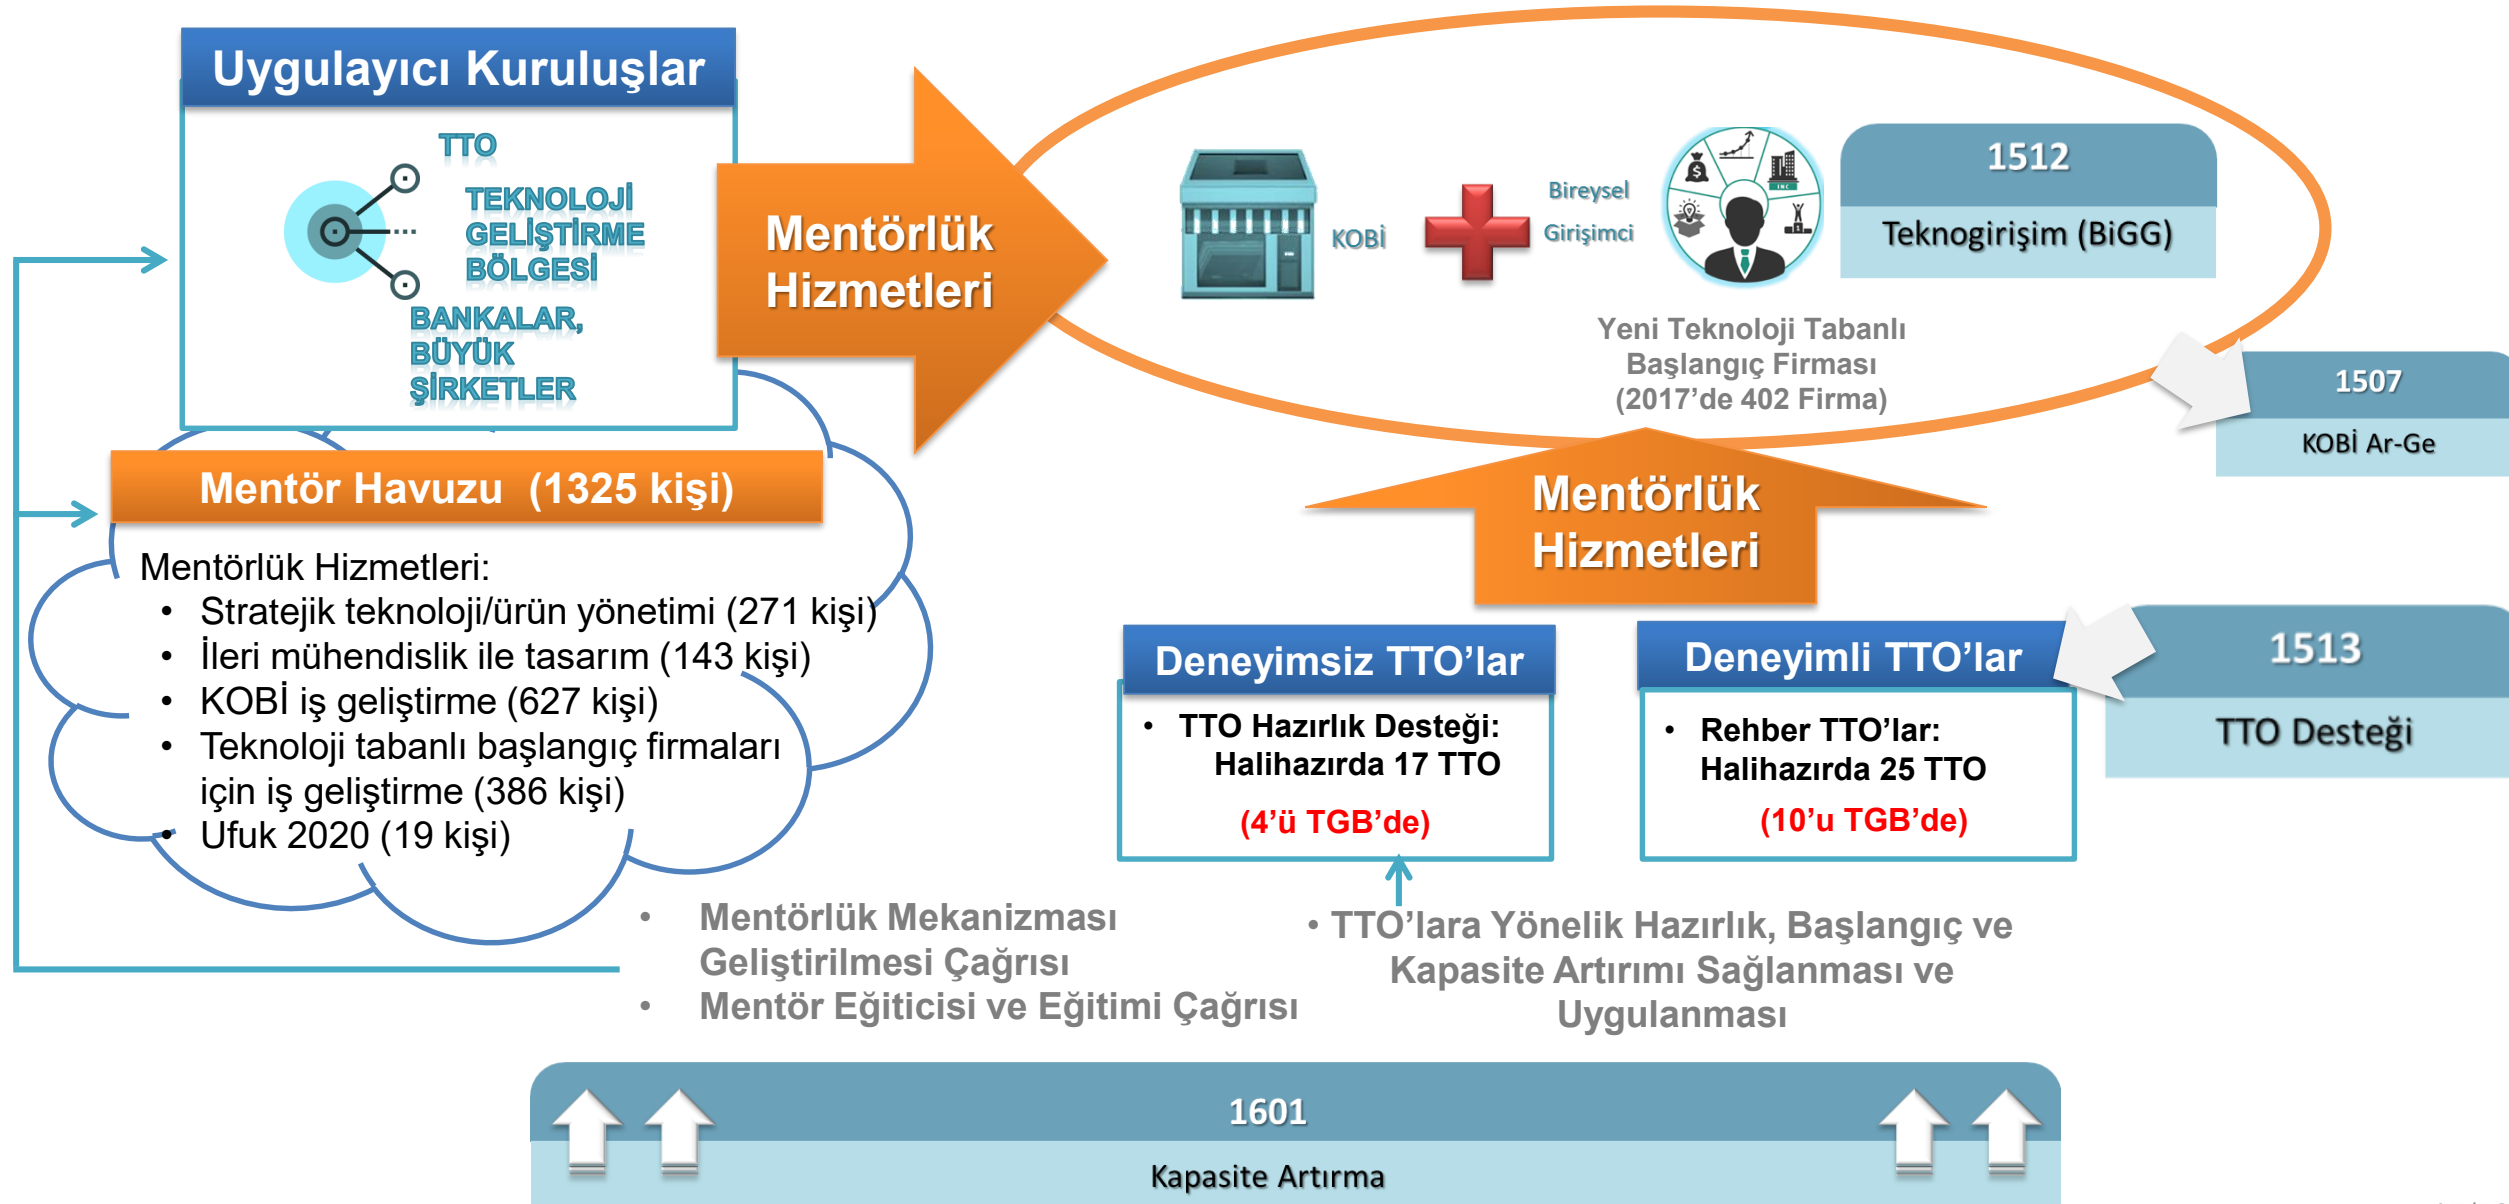 Uygulayıcı Kuruluşlar
TTO
TEKNOLOJİ
GELİŞTİRME
BÖLGESİ
BANKALAR,
BÜYÜK
ŞİRKETLER
Mentörlük
Hizmetleri
KOBİ
Bireysel
Girişimci
INC
1512
Teknogirişim (BiGG)
Yeni Teknoloji Tabanlı
Başlangıç Firması
(2017’de 402 Firma)
1507
KOBİ Ar-Ge
Mentör Havuzu (1325 kişi)
Mentörlük Hizmetleri:
• Stratejik teknoloji/ürün yönetimi (271 kişi)
• İleri mühendislik ile tasarım (143 kişi)
• KOBİ iş geliştirme (627 kişi)
• Teknoloji tabanlı başlangıç firmaları
için iş geliştirme (386 kişi)
• Ufuk 2020 (19 kişi)
Mentörlük
Hizmetleri
Deneyimsiz TTO’lar
• TTO Hazırlık Desteği:
Halihazırda 17 TTO
(4’ü TGB’de)
Deneyimli TTO’lar
• Rehber TTO’lar:
Halihazırda 25 TTO
(10’u TGB’de)
1513
TTO Desteği
• Mentörlük Mekanizması
Geliştirilmesi Çağrısı
• Mentör Eğiticisi ve Eğitimi Çağrısı
• TTO’lara Yönelik Hazırlık, Başlangıç ve
Kapasite Artırımı Sağlanması ve
Uygulanması
1601
Kapasite Artırma